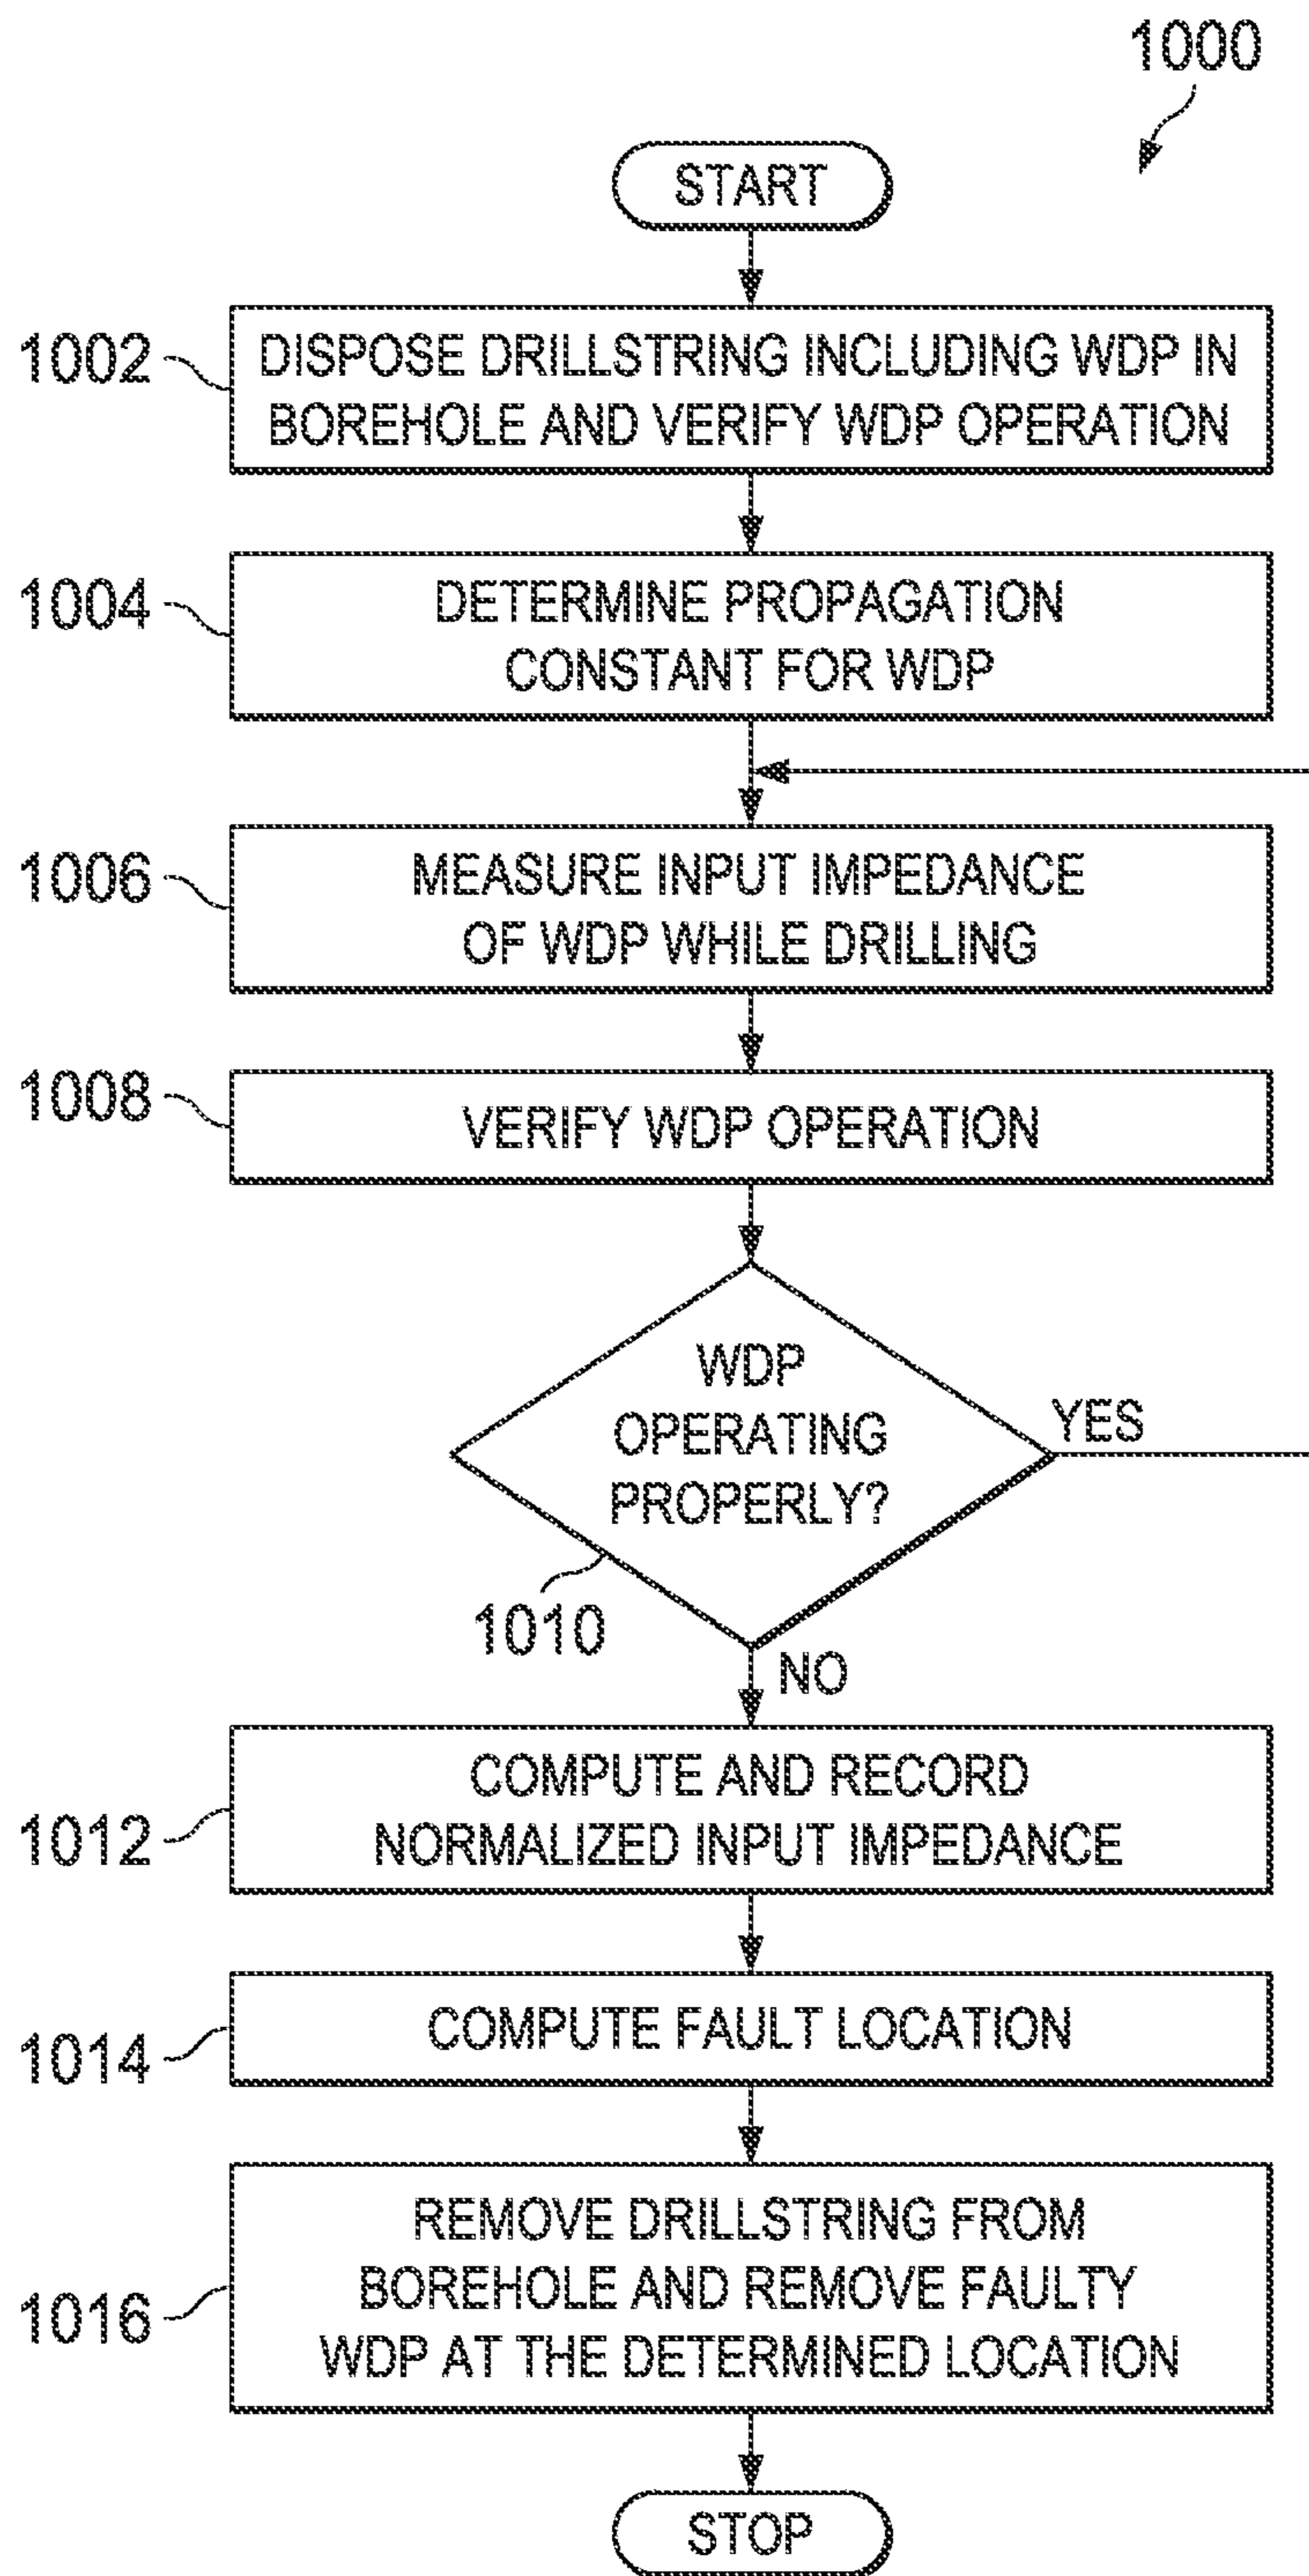 1000
START
1002
DISPOSE DRILLSTRING INCLUDING WDP IN
BOREHOLE AND VERIFY WDP OPERATION
1004
DETERMINE PROPAGATION
CONSTANT FOR WDP
1006
MEASURE INPUT IMPEDANCE
OF WDP WHILE DRILLING
1008
VERIFY WDP OPERATION
WDP
OPERATING
PROPERLY?
YES
1010
NO
1012
COMPUTE AND RECORD
NORMALIZED INPUT IMPEDANCE
1014
COMPUTE FAULT LOCATION
1016
REMOVE DRILLSTRING FROM
BOREHOLE AND REMOVE FAULTY
WDP AT THE DETERMINED LOCATION
STOP